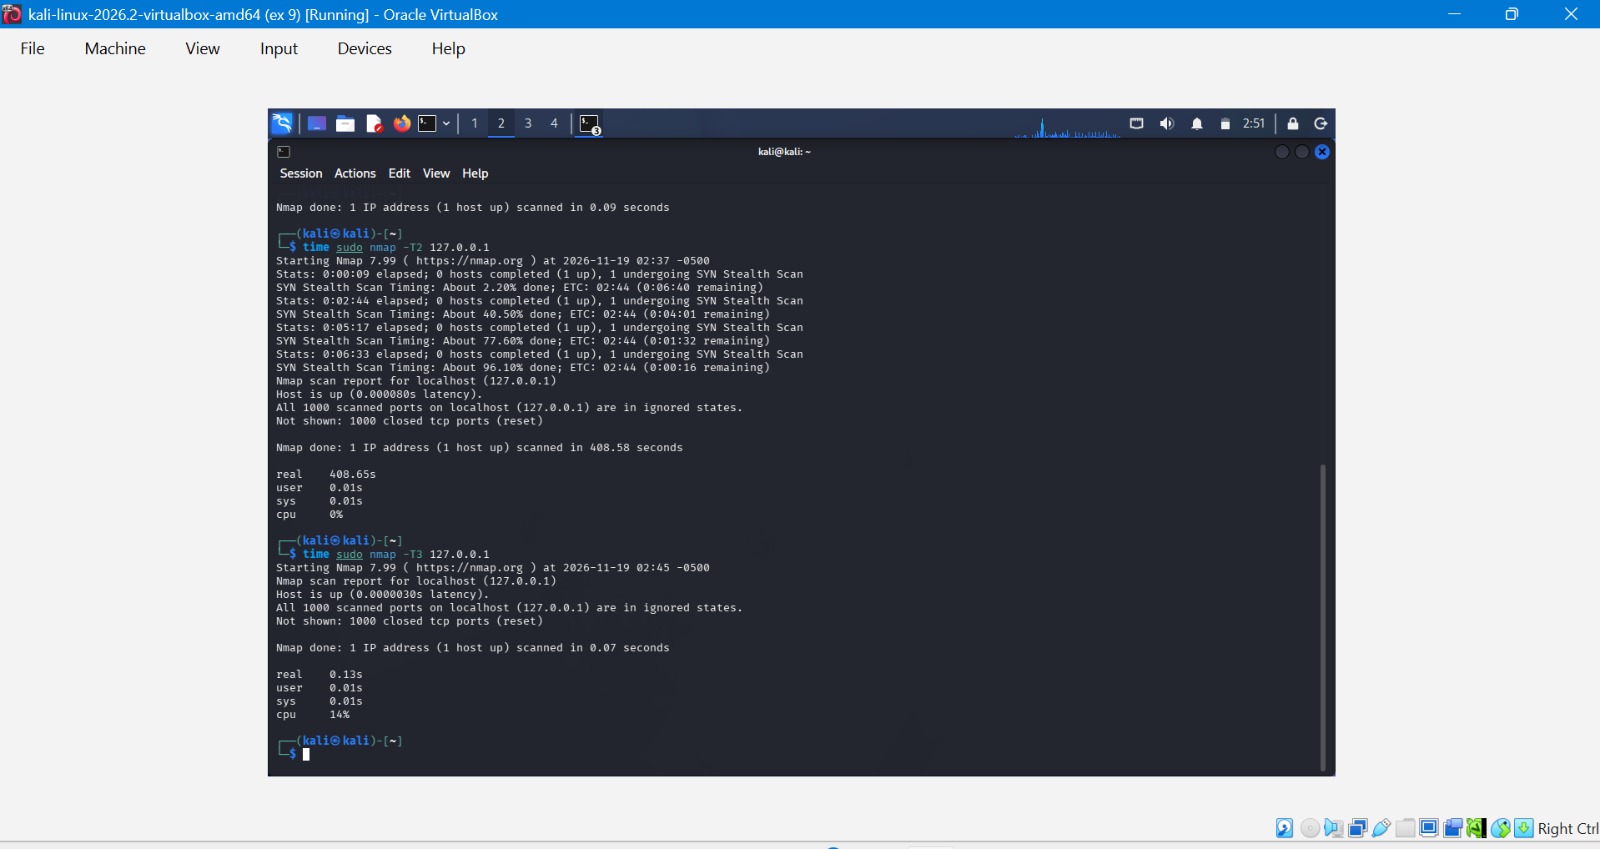 kali-linux-2026.2-virtualbox-amd64 (ex 9) [Running] - Oracle VirtualBox
File Machine View Input Devices Help
1 2 3 4 3 2:51
kali@kali: ~
Session Actions Edit View Help
Nmap done: 1 IP address (1 host up) scanned in 0.09 seconds
┌──(kali㉿kali)-[~]
└─$ time sudo nmap -T2 127.0.0.1
Starting Nmap 7.99 ( https://nmap.org ) at 2026-11-19 02:37 -0500
Stats: 0:00:09 elapsed; 0 hosts completed (1 up), 1 undergoing SYN Stealth Scan
SYN Stealth Scan Timing: About 2.20% done; ETC: 02:44 (0:06:40 remaining)
Stats: 0:02:44 elapsed; 0 hosts completed (1 up), 1 undergoing SYN Stealth Scan
SYN Stealth Scan Timing: About 40.50% done; ETC: 02:44 (0:04:01 remaining)
Stats: 0:05:17 elapsed; 0 hosts completed (1 up), 1 undergoing SYN Stealth Scan
SYN Stealth Scan Timing: About 77.60% done; ETC: 02:44 (0:01:32 remaining)
Stats: 0:06:33 elapsed; 0 hosts completed (1 up), 1 undergoing SYN Stealth Scan
SYN Stealth Scan Timing: About 96.10% done; ETC: 02:44 (0:00:16 remaining)
Nmap scan report for localhost (127.0.0.1)
Host is up (0.000080s latency).
All 1000 scanned ports on localhost (127.0.0.1) are in ignored states.
Not shown: 1000 closed tcp ports (reset)
Nmap done: 1 IP address (1 host up) scanned in 408.58 seconds
real 408.65s
user 0.01s
sys 0.01s
cpu 0%
┌──(kali㉿kali)-[~]
└─$ time sudo nmap -T3 127.0.0.1
Starting Nmap 7.99 ( https://nmap.org ) at 2026-11-19 02:45 -0500
Nmap scan report for localhost (127.0.0.1)
Host is up (0.0000030s latency).
All 1000 scanned ports on localhost (127.0.0.1) are in ignored states.
Not shown: 1000 closed tcp ports (reset)
Nmap done: 1 IP address (1 host up) scanned in 0.07 seconds
real 0.13s
user 0.01s
sys 0.01s
cpu 14%
┌──(kali㉿kali)-[~]
└─$
Right Ctrl